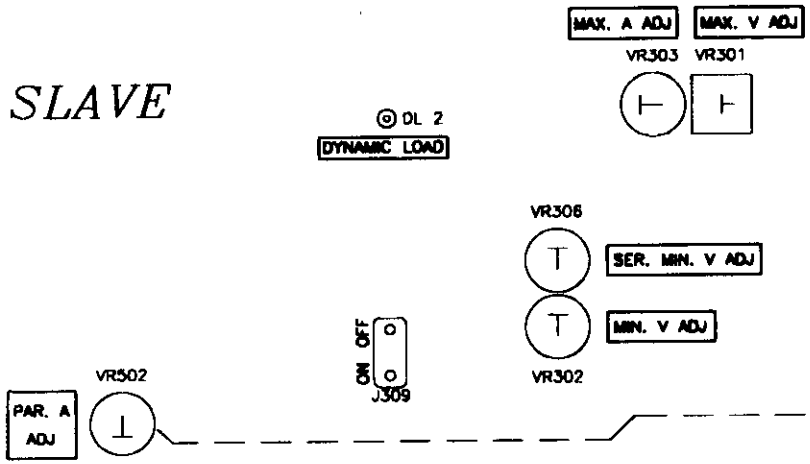 MAX. A ADJ MAX. V ADJ
VR303 VR301
SLAVE
DL 2
DYNAMIC LOAD
VR306
SER. MIN. V ADJ
MIN. V ADJ
VR302
ON OFF
J309
VR502
PAR. A
ADJ